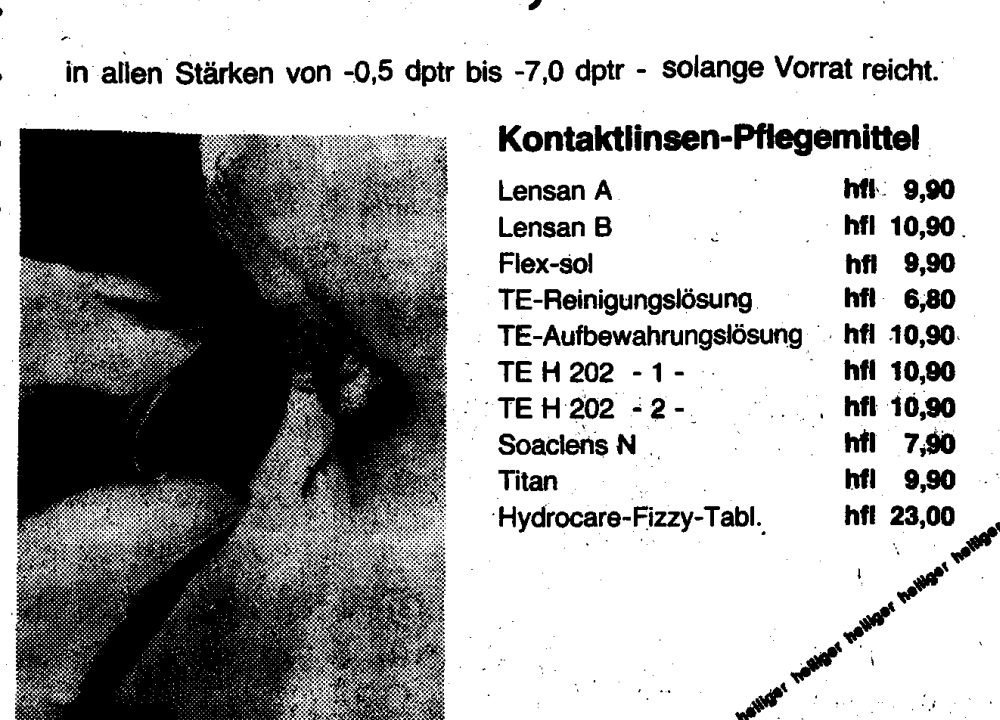 in allen Stärken von -0,5 dptr bis -7,0 dptr - solange Vorrat reicht.
Kontaktlinsen-Pflegemittel
Lensan A hfl 9,90
Lensan B hfl 10,90
Flex-sol hfl 9,90
TE-Reinigungslösung hfl 6,80
TE-Aufbewahrungslösung hfl 10,90
TE H 202 - 1 - hfl 10,90
TE H 202 - 2 - hfl 10,90
Soaclens N hfl 7,90
Titan hfl 9,90
Hydrocare-Fizzy-Tabl. hfl 23,00
heiliger heiliger heiliger heiliger heiliger